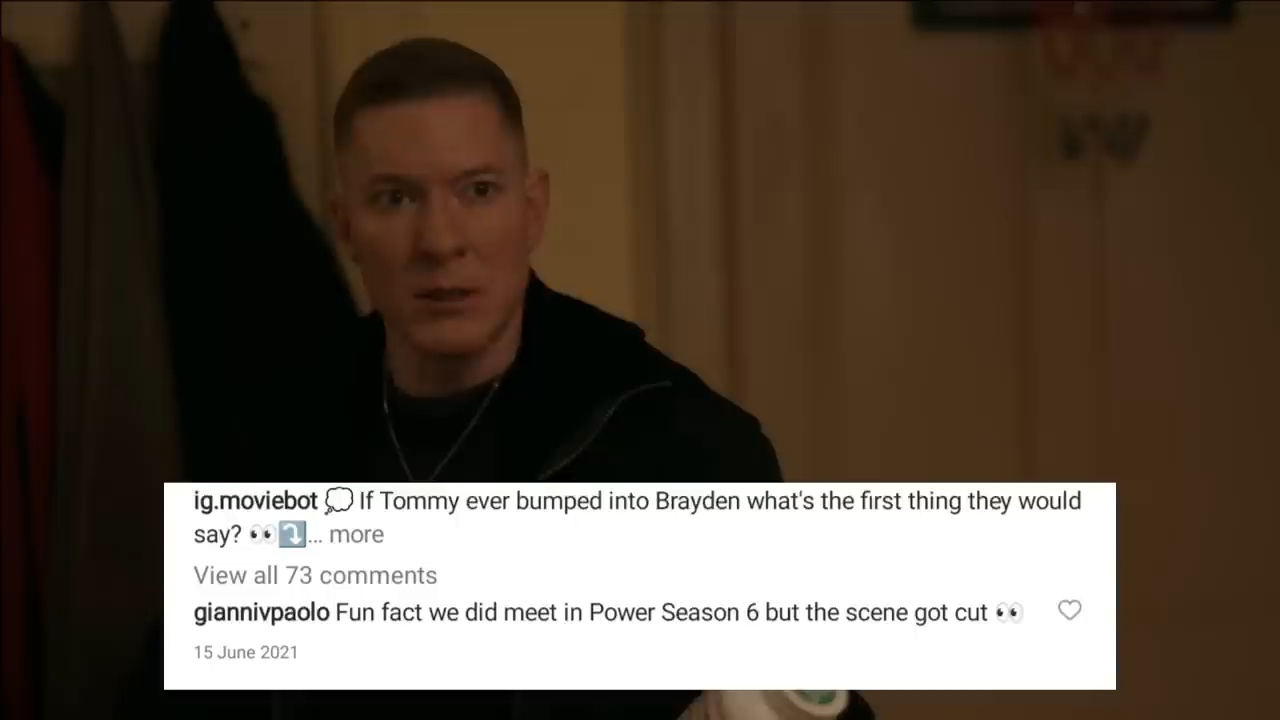 ig.moviebot 💭 If Tommy ever bumped into Brayden what's the first thing they would
say? 👀⤵️... more
View all 73 comments
giannivpaolo Fun fact we did meet in Power Season 6 but the scene got cut 👀
15 June 2021